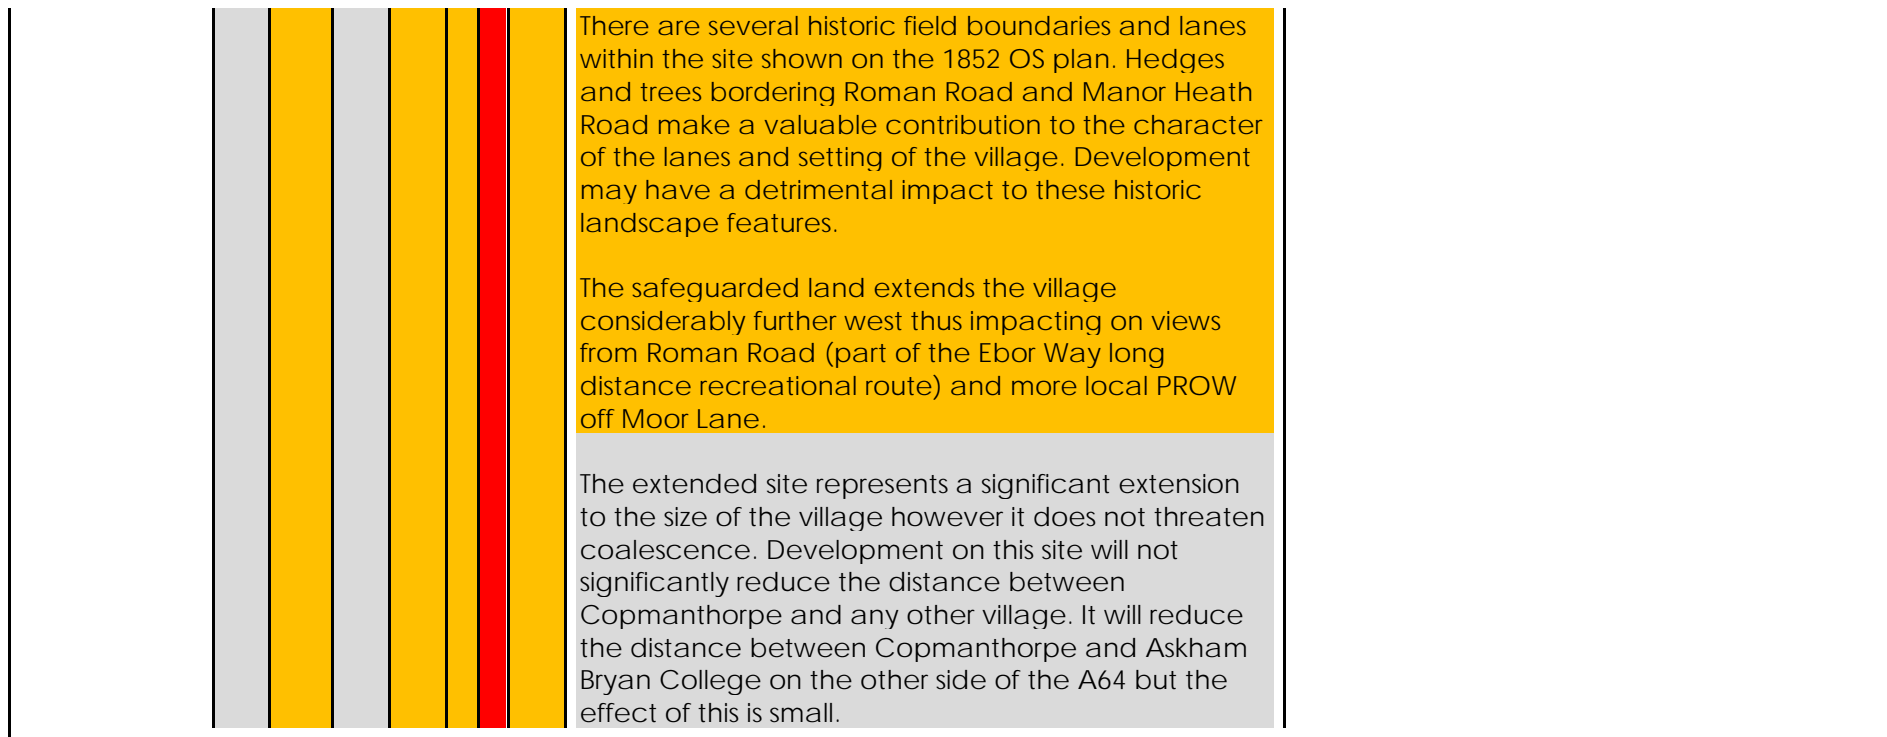 There are several historic field boundaries and lanes
within the site shown on the 1852 OS plan. Hedges
and trees bordering Roman Road and Manor Heath
Road make a valuable contribution to the character
of the lanes and setting of the village. Development
may have a detrimental impact to these historic
landscape features.
The safeguarded land extends the village
considerably further west thus impacting on views
from Roman Road (part of the Ebor Way long
distance recreational route) and more local PROW
off Moor Lane.
The extended site represents a significant extension
to the size of the village however it does not threaten
coalescence. Development on this site will not
significantly reduce the distance between
Copmanthorpe and any other village. It will reduce
the distance between Copmanthorpe and Askham
Bryan College on the other side of the A64 but the
effect of this is small.